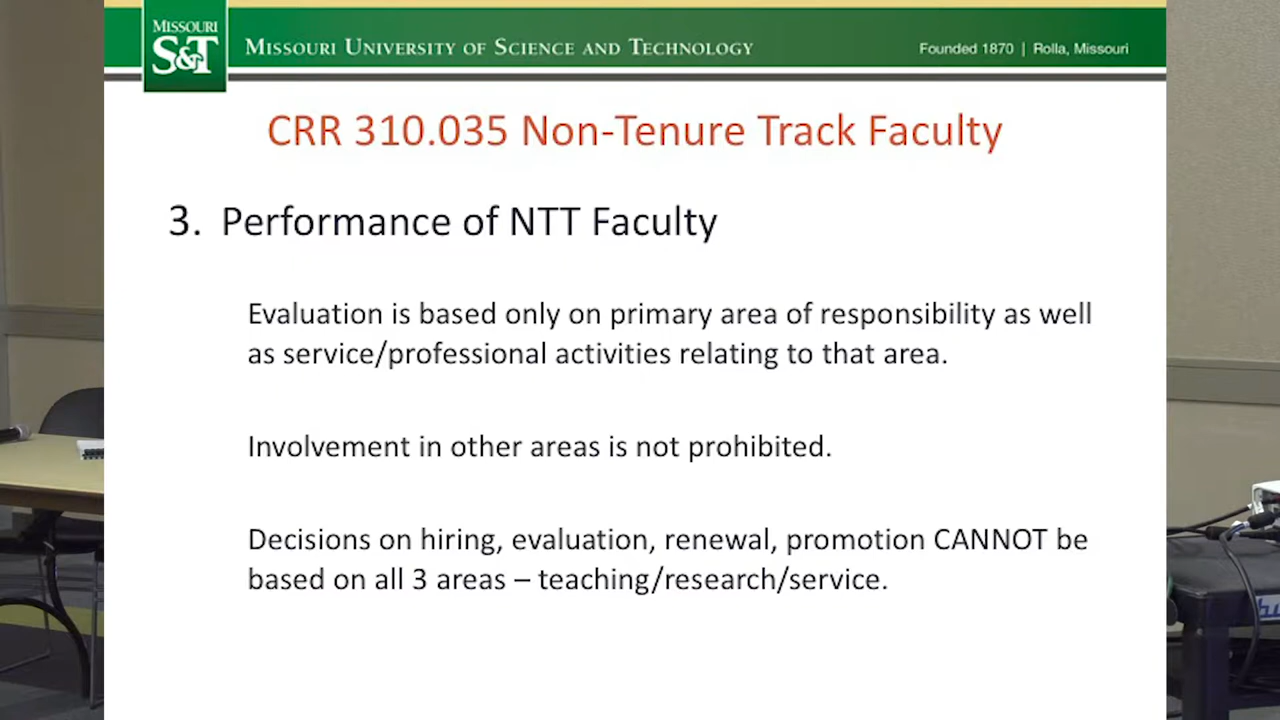 MISSOURI
S&T
MISSOURI UNIVERSITY OF SCIENCE AND TECHNOLOGY
Founded 1870 | Rolla, Missouri
CRR 310.035 Non-Tenure Track Faculty
3. Performance of NTT Faculty
Evaluation is based only on primary area of responsibility as well
as service/professional activities relating to that area.
Involvement in other areas is not prohibited.
Decisions on hiring, evaluation, renewal, promotion CANNOT be
based on all 3 areas – teaching/research/service.